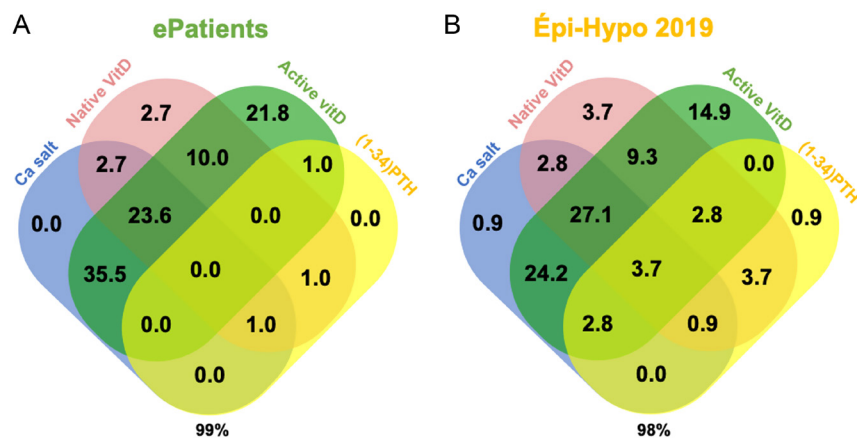 A
ePatients
Ca salt
Native VitD
Active vitD
(1-34)PTH
2.7
21.8
2.7
10.0
1.0
0.0
23.6
0.0
0.0
35.5
0.0
1.0
0.0
1.0
0.0
99%
B
Épi-Hypo 2019
Ca salt
Native VitD
Active VitD
(1-34)PTH
3.7
14.9
2.8
9.3
0.0
0.9
27.1
2.8
0.9
24.2
3.7
3.7
2.8
0.9
0.0
98%